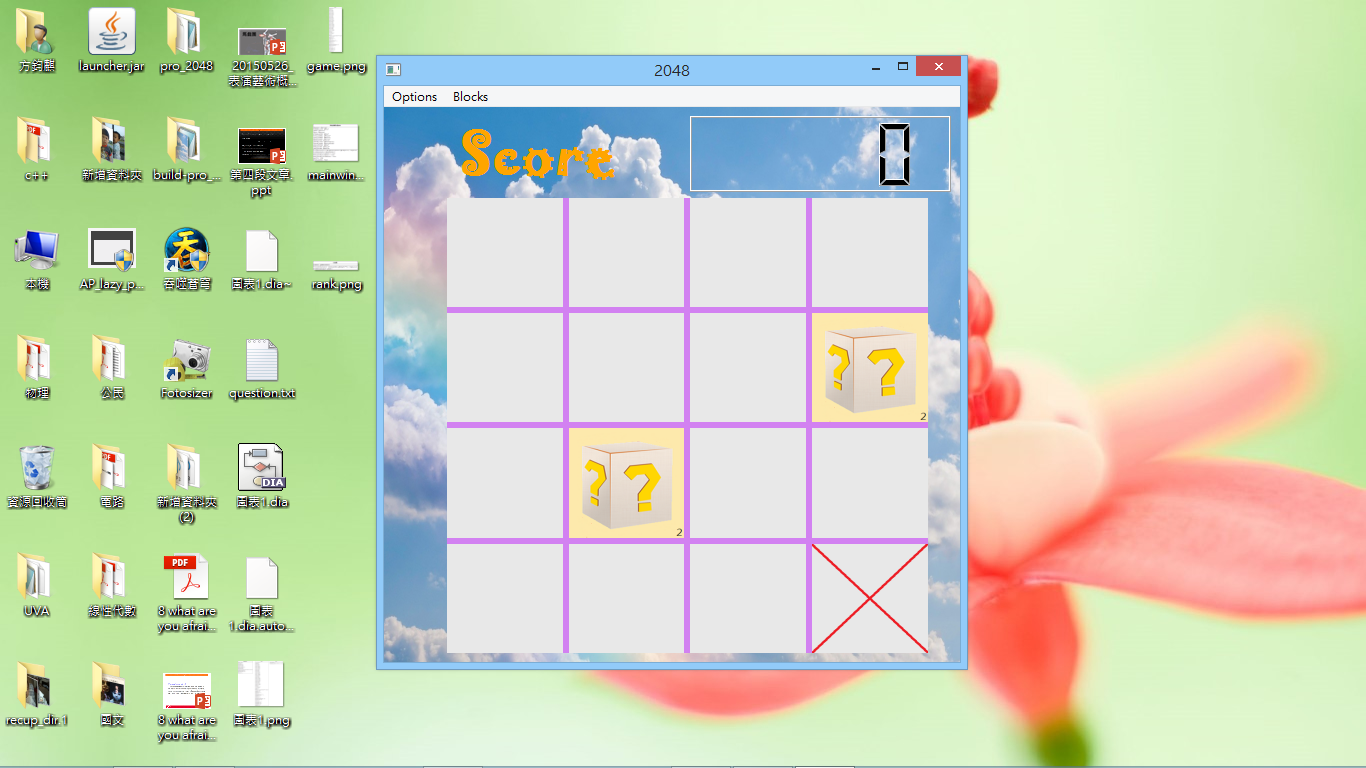 方鈞麒
launcher.jar
pro_2048
20150526_
表演藝術概...
game.png
c++
新增資料夾
build-pro_...
第四段文章.
ppt
mainwin...
本機
AP_lazy_p...
吞噬蒼穹
圖表1.dia~
rank.png
物理
公民
Fotosizer
question.txt
資源回收筒
電路
新增資料夾
(2)
圖表1.dia
UVA
線性代數
8 what are
you afrai...
圖表
1.dia.auto...
recup_dir.1
國文
8 what are
you afrai...
圖表1.png
2048
Options Blocks
Score 0
? ?
2
? ?
2